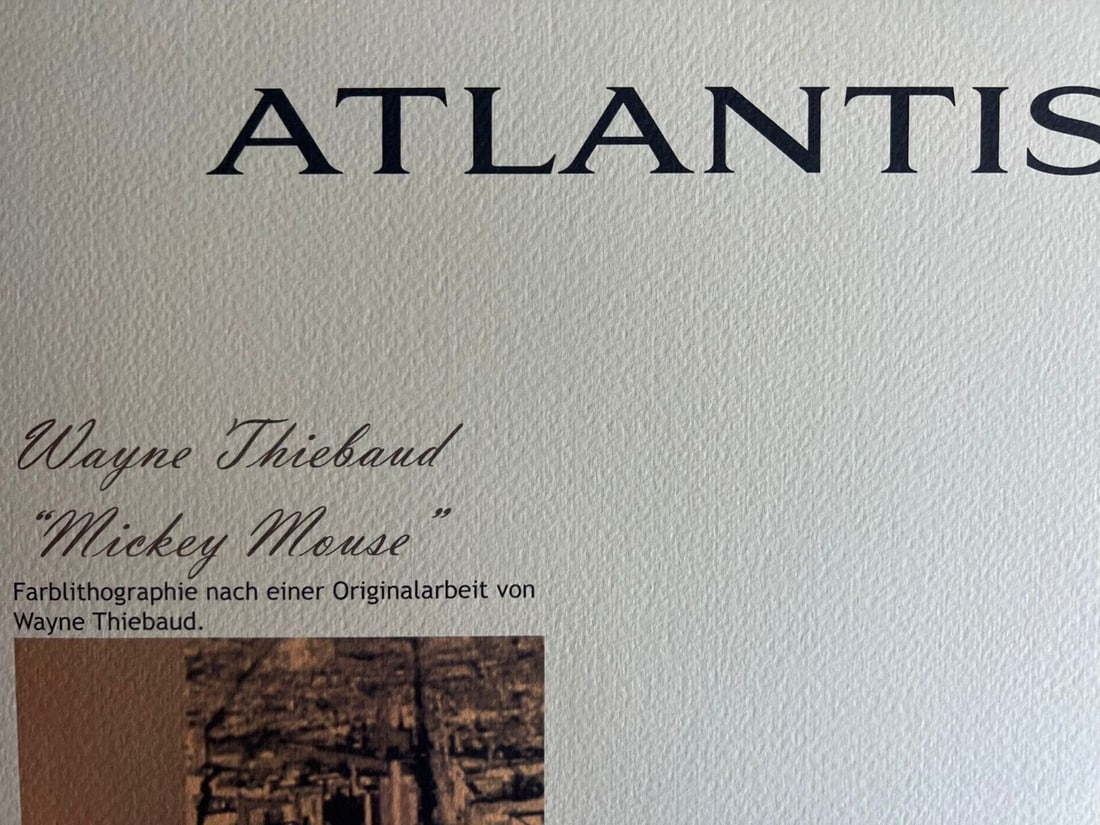 ATLANTIS
Wayne Thiebaud
“Mickey Mouse”
Farblithographie nach einer Originalarbeit von
Wayne Thiebaud.